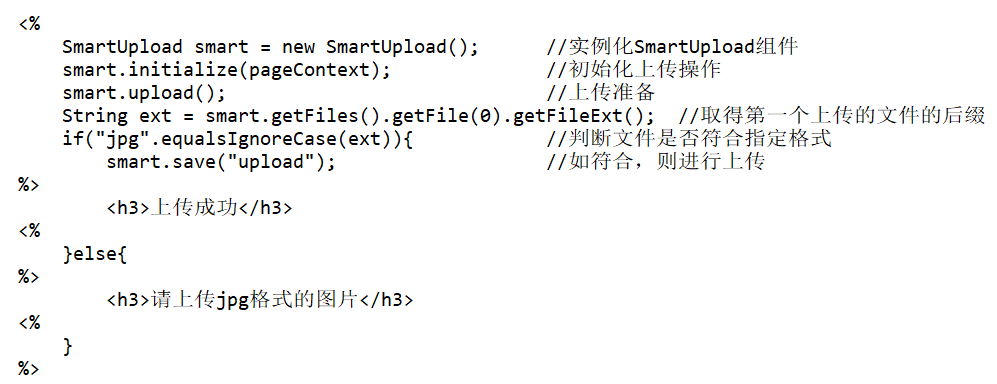 <%
    SmartUpload smart = new SmartUpload();      //实例化SmartUpload组件
    smart.initialize(pageContext);              //初始化上传操作
    smart.upload();                             //上传准备
    String ext = smart.getFiles().getFile(0).getFileExt();  //取得第一个上传的文件的后缀
    if("jpg".equalsIgnoreCase(ext)){            //判断文件是否符合指定格式
        smart.save("upload");                   //如符合，则进行上传
%>
        <h3>上传成功</h3>
<%
    }else{
%>
        <h3>请上传jpg格式的图片</h3>
<%
    }
%>